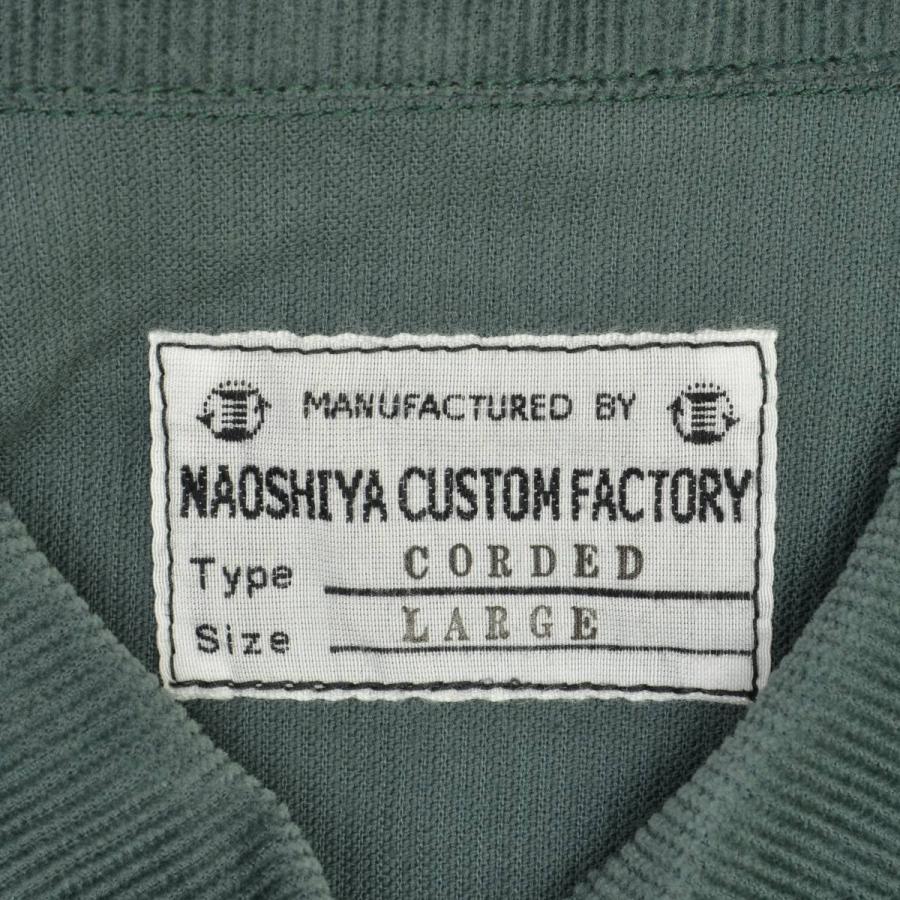 MANUFACTURED BY
NAOSHIYA CUSTOM FACTORY
Type CORDED
Size LARGE